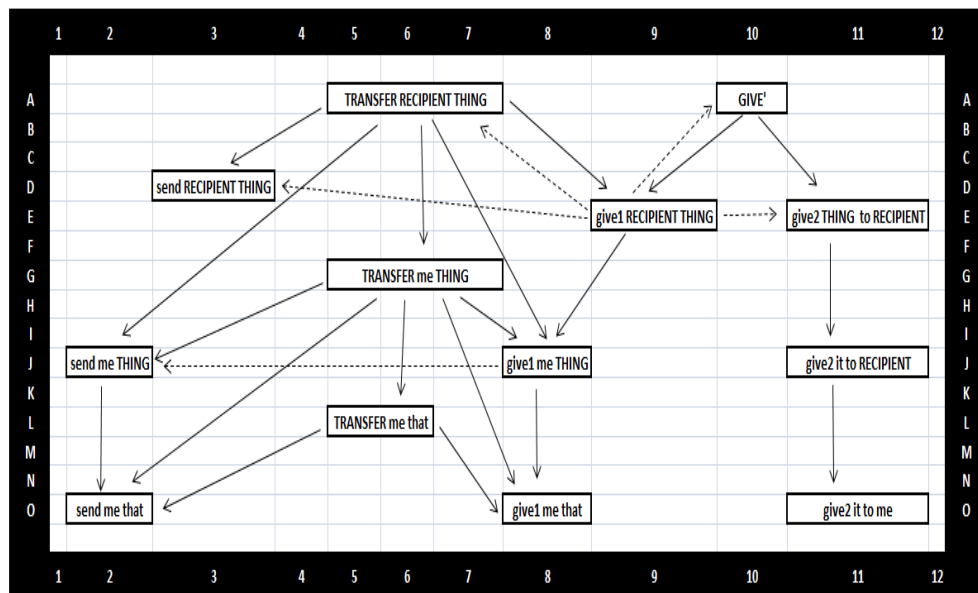 1 2 3 4 5 6 7 8 9 10 11 12
A TRANSFER RECIPIENT THING GIVE' A
B B
C C
D send RECIPIENT THING D
E give1 RECIPIENT THING give2 THING to RECIPIENT E
F F
G TRANSFER me THING G
H H
I I
J send me THING give1 me THING give2 it to RECIPIENT J
K K
L TRANSFER me that L
M M
N N
O send me that give1 me that give2 it to me O
1 2 3 4 5 6 7 8 9 10 11 12